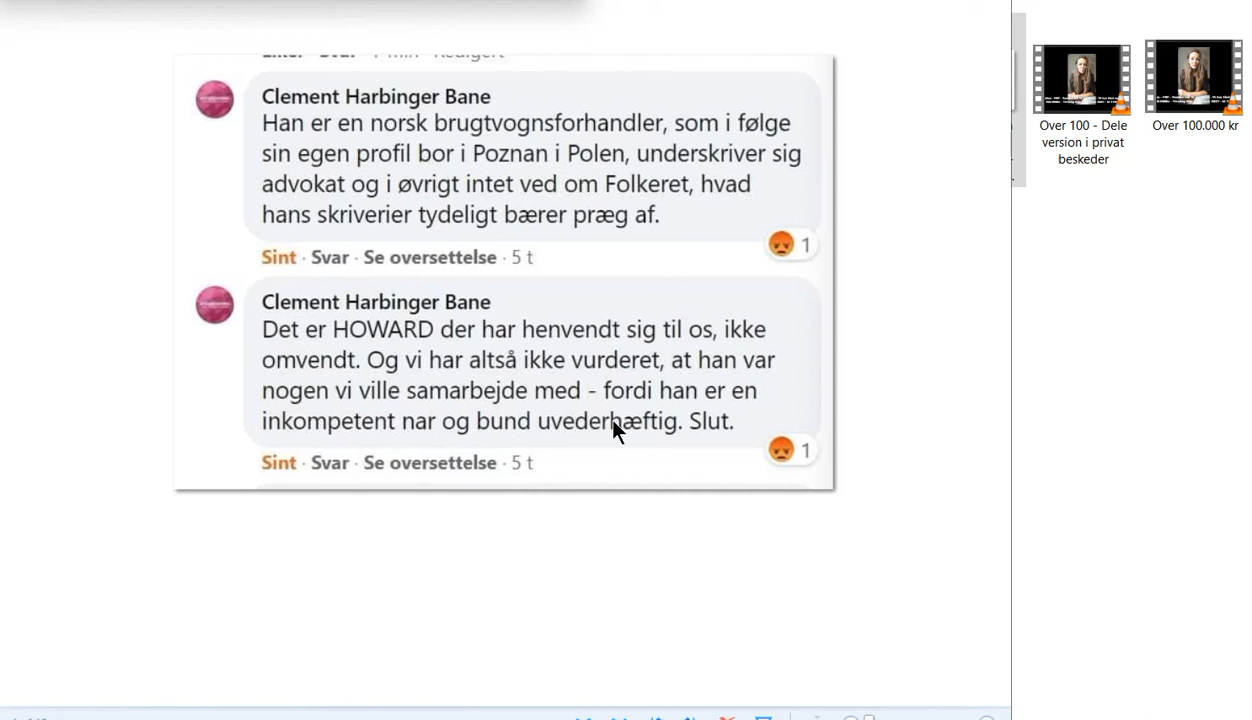 Clement Harbinger Bane
Han er en norsk brugtvognsforhandler, som i følge
sin egen profil bor i Poznan i Polen, underskriver sig
advokat og i øvrigt intet ved om Folkeret, hvad
hans skriverier tydeligt bærer præg af.
1
Sint · Svar · Se oversettelse · 5 t
Clement Harbinger Bane
Det er HOWARD der har henvendt sig til os, ikke
omvendt. Og vi har altså ikke vurderet, at han var
nogen vi ville samarbejde med - fordi han er en
inkompetent nar og bund uvederhæftig. Slut.
1
Sint · Svar · Se oversettelse · 5 t
Over 100 - Dele
version i privat
beskeder
Over 100.000 kr